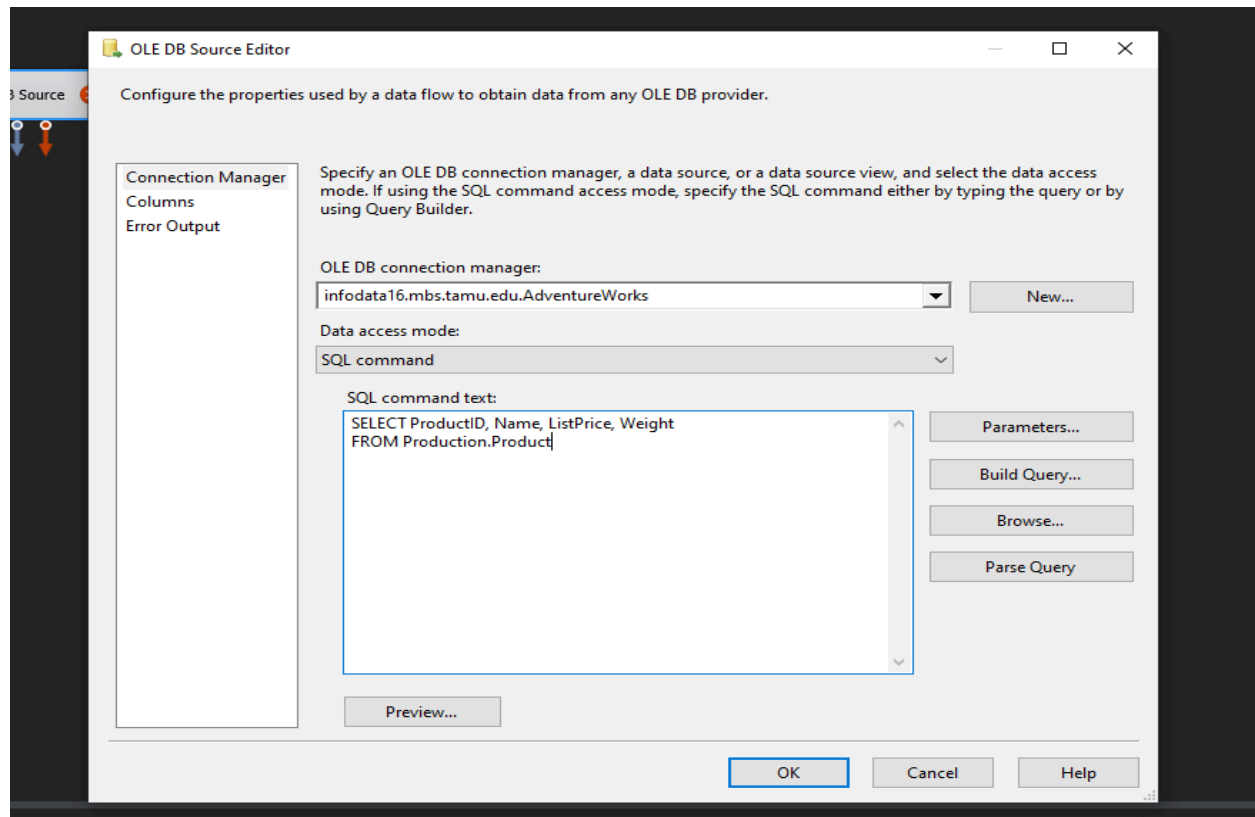 OLE DB Source Editor
B Source
Configure the properties used by a data flow to obtain data from any OLE DB provider.
Connection Manager
Columns
Error Output
Specify an OLE DB connection manager, a data source, or a data source view, and select the data access
mode. If using the SQL command access mode, specify the SQL command either by typing the query or by
using Query Builder.
OLE DB connection manager:
infodata16.mbs.tamu.edu.AdventureWorks
New...
Data access mode:
SQL command
SQL command text:
SELECT ProductID, Name, ListPrice, Weight
FROM Production.Product
Parameters...
Build Query...
Browse...
Parse Query
Preview...
OK
Cancel
Help